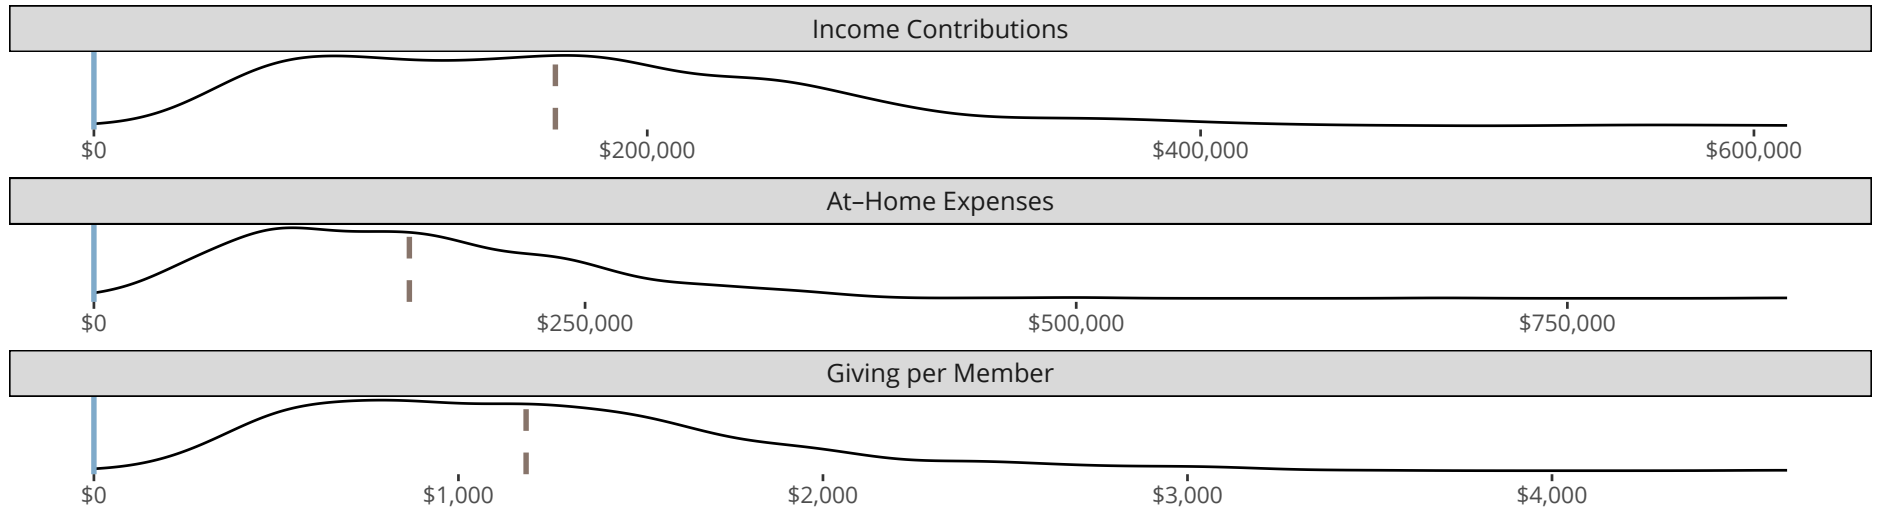 Income Contributions
$0 $200,000 $400,000 $600,000
At–Home Expenses
$0 $250,000 $500,000 $750,000
Giving per Member
$0 $1,000 $2,000 $3,000 $4,000